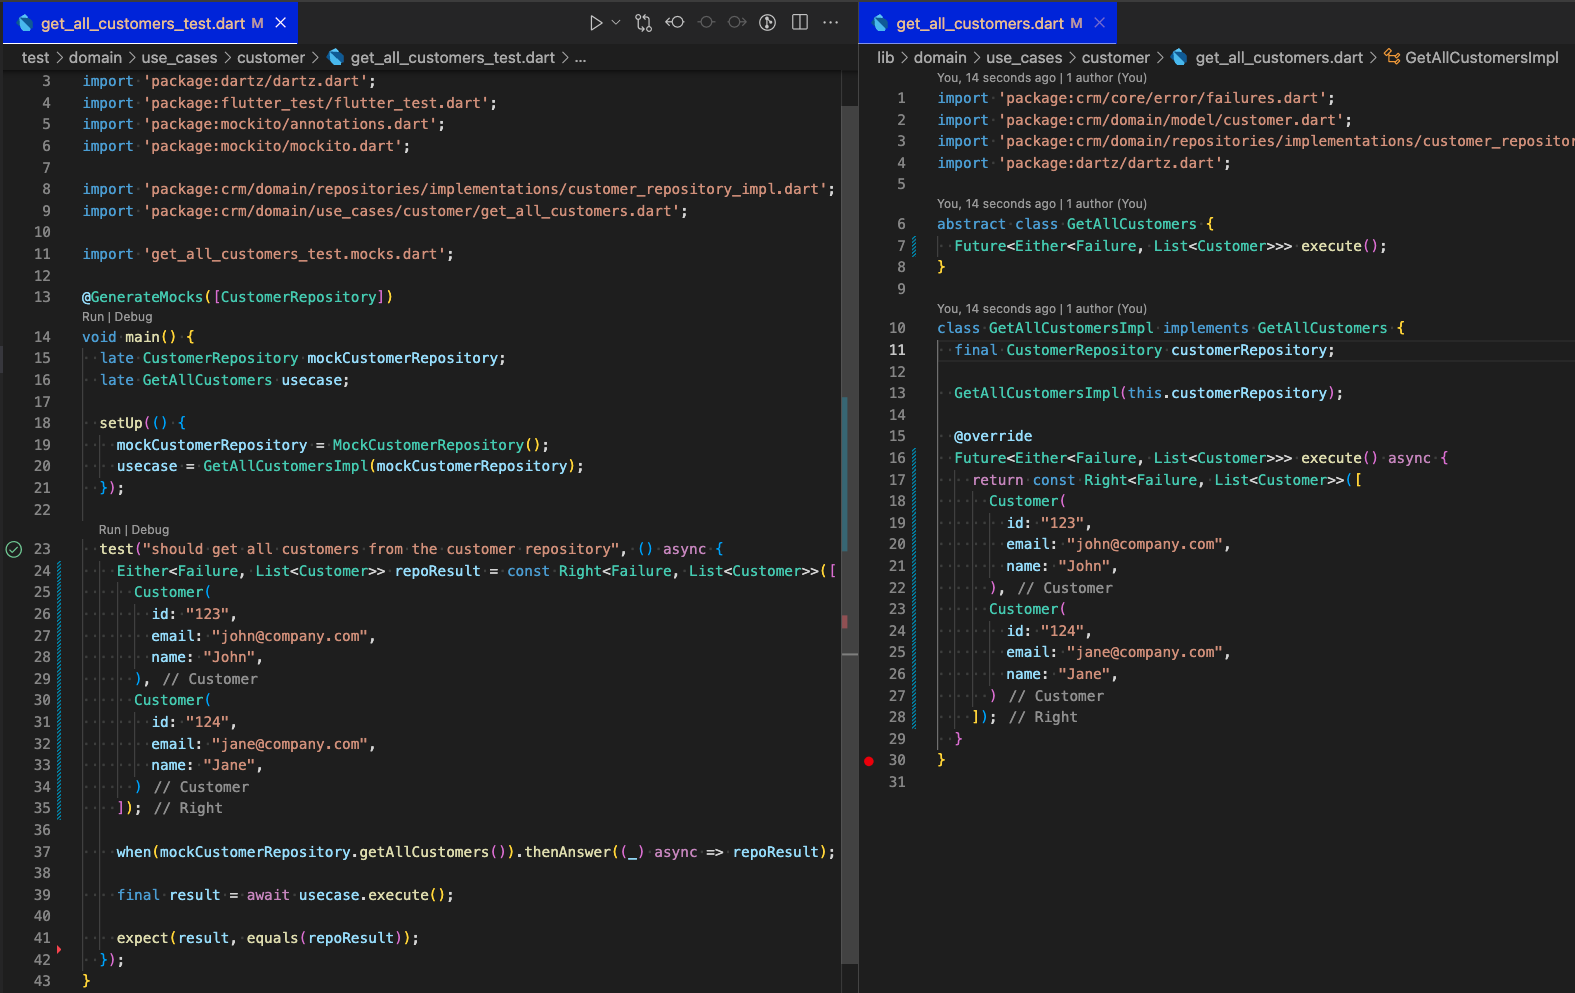 get_all_customers_test.dart M
test > domain > use_cases > customer > get_all_customers_test.dart > ...
3 import 'package:dartz/dartz.dart';
4 import 'package:flutter_test/flutter_test.dart';
5 import 'package:mockito/annotations.dart';
6 import 'package:mockito/mockito.dart';
7
8 import 'package:crm/domain/repositories/implementations/customer_repository_impl.dart';
9 import 'package:crm/domain/use_cases/customer/get_all_customers.dart';
10
11 import 'get_all_customers_test.mocks.dart';
12
13 @GenerateMocks([CustomerRepository])
Run | Debug
14 void main() {
15 late CustomerRepository mockCustomerRepository;
16 late GetAllCustomers usecase;
17
18 setUp(() {
19 mockCustomerRepository = MockCustomerRepository();
20 usecase = GetAllCustomersImpl(mockCustomerRepository);
21 });
22
Run | Debug
23 test("should get all customers from the customer repository", () async {
24 Either<Failure, List<Customer>> repoResult = const Right<Failure, List<Customer>>([
25 Customer(
26 id: "123",
27 email: "john@company.com",
28 name: "John",
29 ), // Customer
30 Customer(
31 id: "124",
32 email: "jane@company.com",
33 name: "Jane",
34 ) // Customer
35 ]); // Right
36
37 when(mockCustomerRepository.getAllCustomers()).thenAnswer((_) async => repoResult);
38
39 final result = await usecase.execute();
40
41 expect(result, equals(repoResult));
42 });
43 }
get_all_customers.dart M
lib > domain > use_cases > customer > get_all_customers.dart > GetAllCustomersImpl
You, 14 seconds ago | 1 author (You)
1 import 'package:crm/core/error/failures.dart';
2 import 'package:crm/domain/model/customer.dart';
3 import 'package:crm/domain/repositories/implementations/customer_repositor
4 import 'package:dartz/dartz.dart';
5
You, 14 seconds ago | 1 author (You)
6 abstract class GetAllCustomers {
7 Future<Either<Failure, List<Customer>>> execute();
8 }
9
You, 14 seconds ago | 1 author (You)
10 class GetAllCustomersImpl implements GetAllCustomers {
11 final CustomerRepository customerRepository;
12
13 GetAllCustomersImpl(this.customerRepository);
14
15 @override
16 Future<Either<Failure, List<Customer>>> execute() async {
17 return const Right<Failure, List<Customer>>([
18 Customer(
19 id: "123",
20 email: "john@company.com",
21 name: "John",
22 ), // Customer
23 Customer(
24 id: "124",
25 email: "jane@company.com",
26 name: "Jane",
27 ) // Customer
28 ]); // Right
29 }
30 }
31